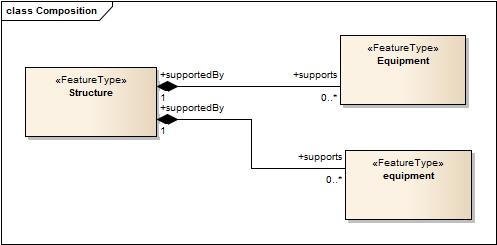 class Composition
«FeatureType»
Structure
+supportedBy
1
+supports
0..*
«FeatureType»
Equipment
+supportedBy
1
+supports
0..*
«FeatureType»
equipment